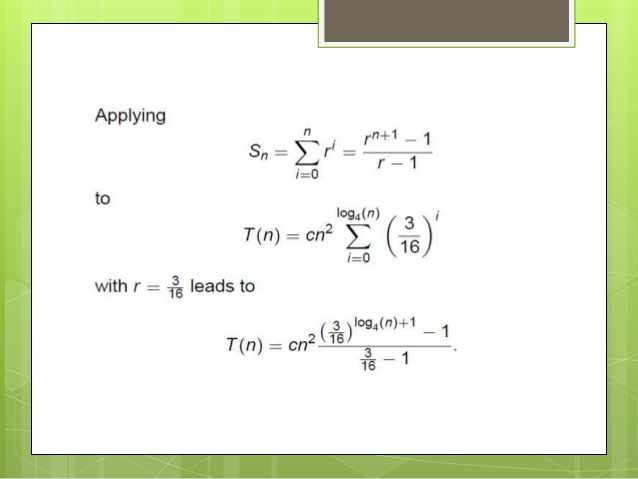 Applying
S_n = \sum_{i=0}^{n} r^i = \frac{r^{n+1} - 1}{r - 1}
to
T(n) = cn^2 \sum_{i=0}^{\log_4(n)} \left( \frac{3}{16} \right)^i
with r = \frac{3}{16} leads to
T(n) = cn^2 \frac{\left( \frac{3}{16} \right)^{\log_4(n)+1} - 1}{\frac{3}{16} - 1}.